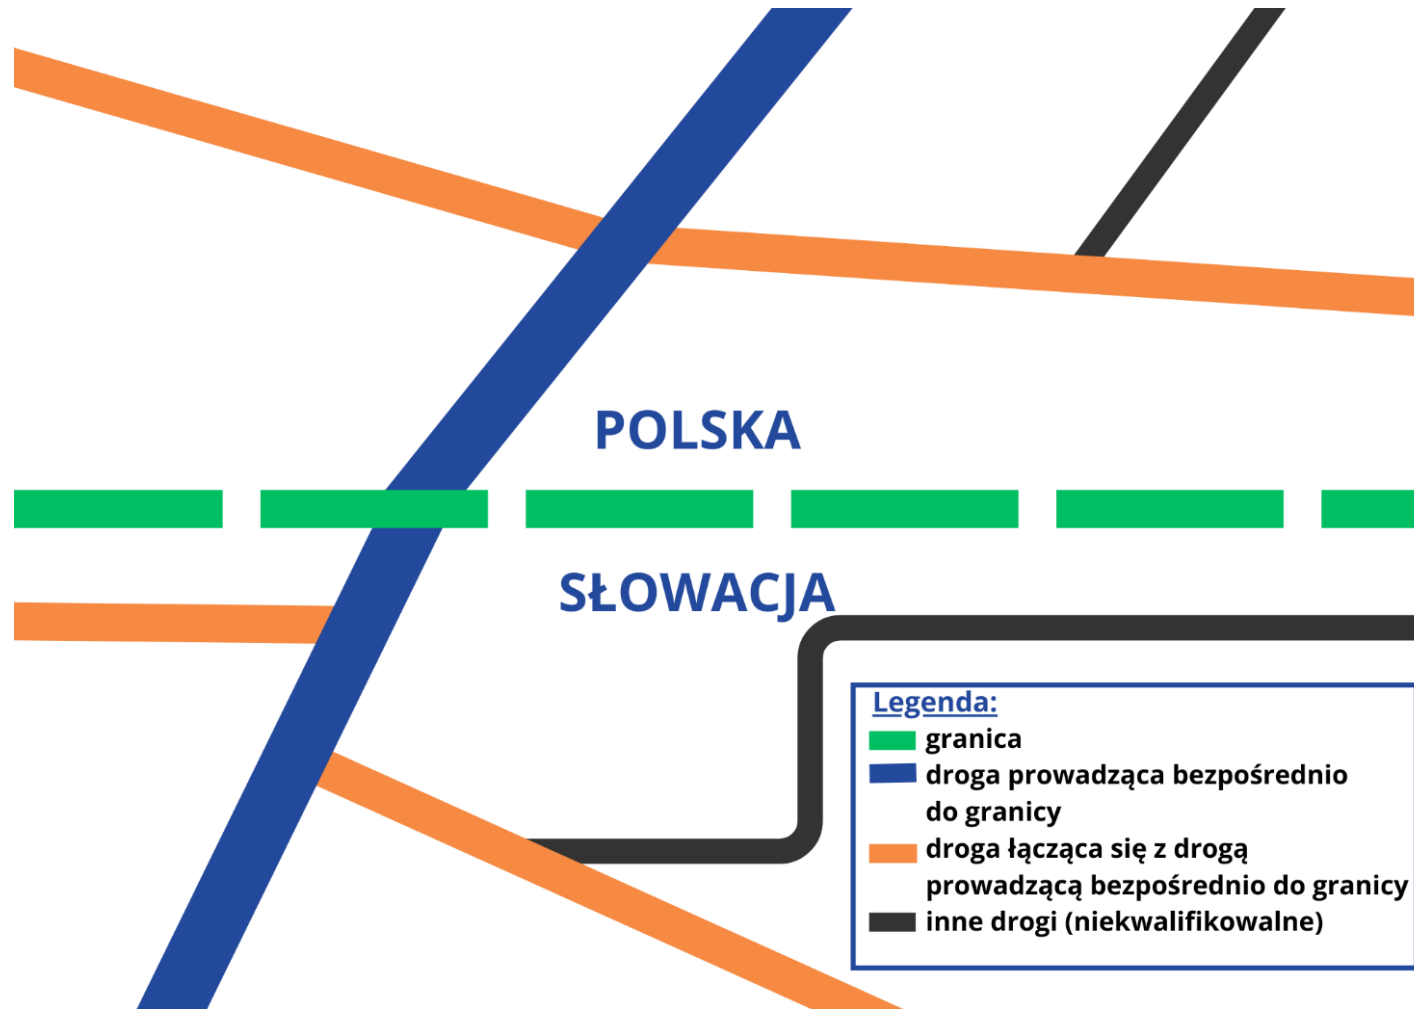 POLSKA
SŁOWACJA
Legenda:
granica
droga prowadząca bezpośrednio
do granicy
droga łącząca się z drogą
prowadzącą bezpośrednio do granicy
inne drogi (niekwalifikowalne)